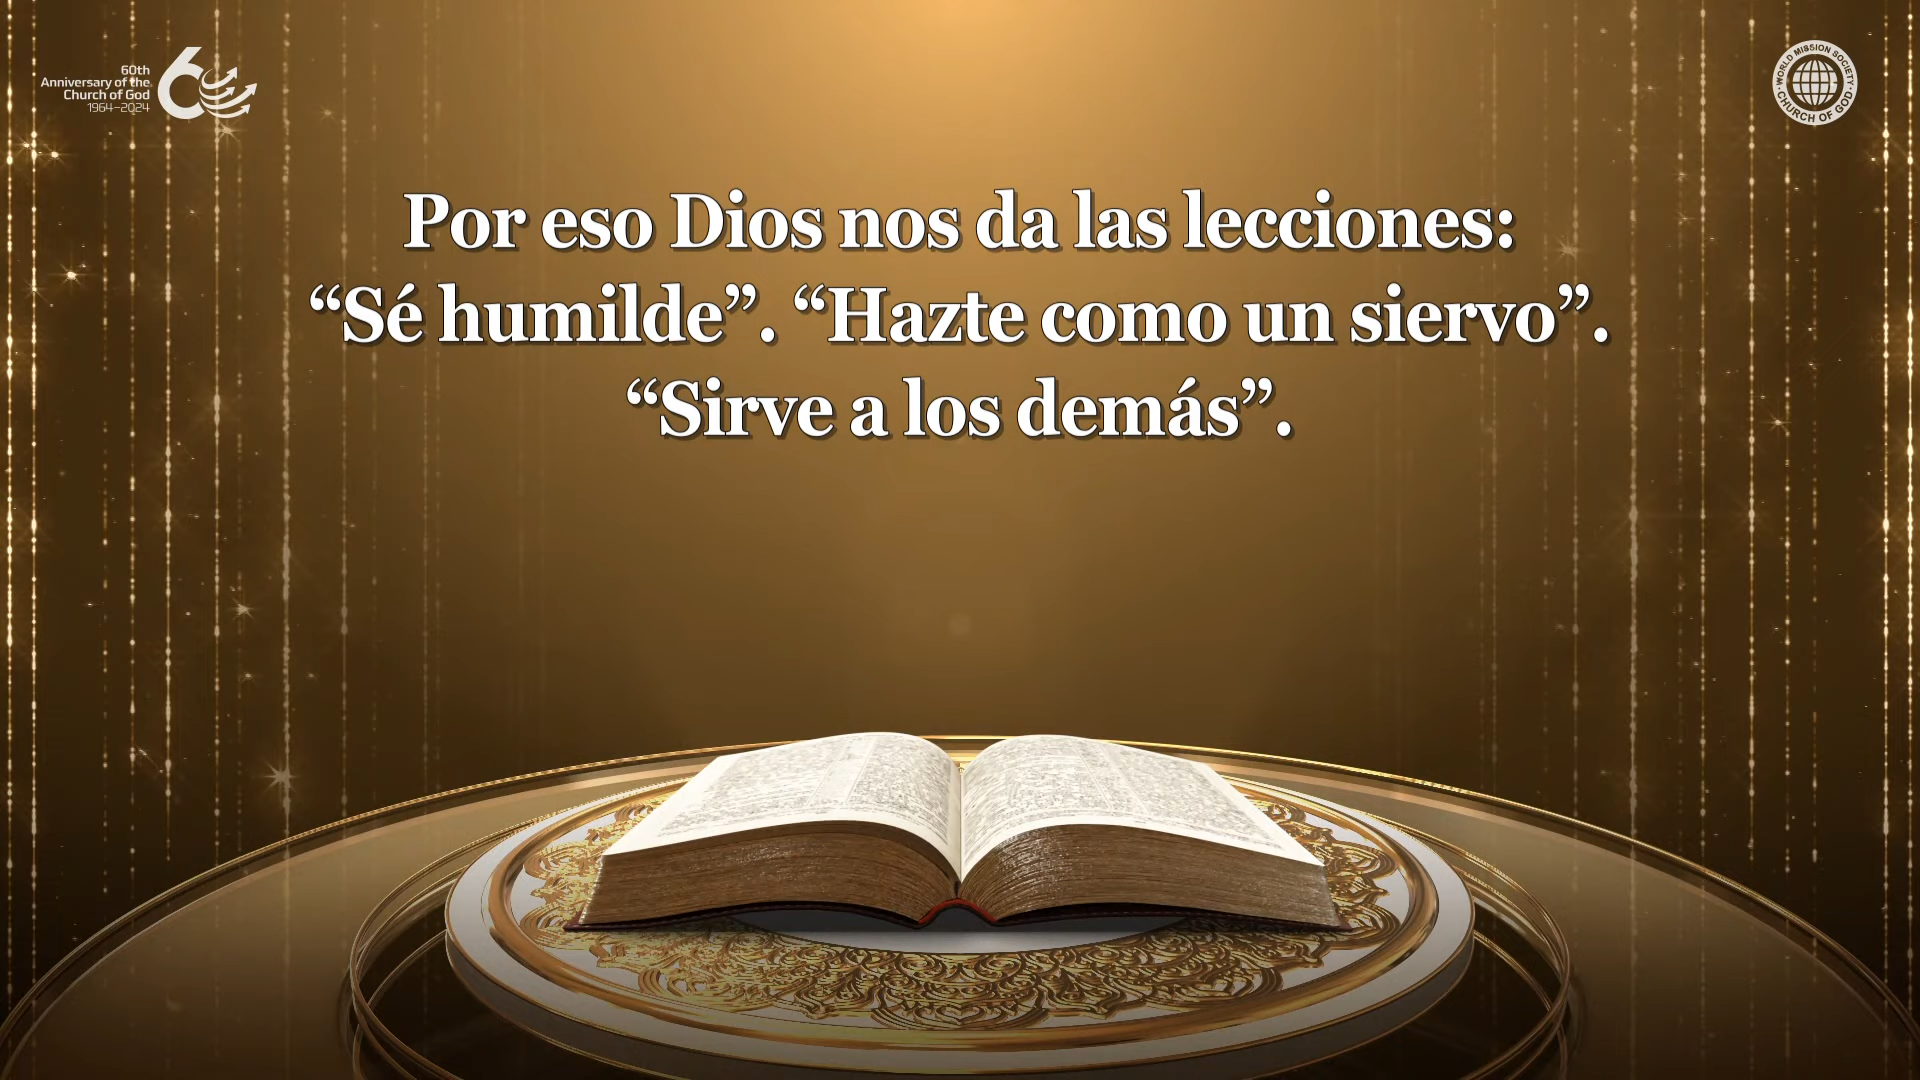 60th
Anniversary of the
Church of God
1964–2024
WORLD MISSION SOCIETY
CHURCH OF GOD
Por eso Dios nos da las lecciones:
“Sé humilde”. “Hazte como un siervo”.
“Sirve a los demás”.